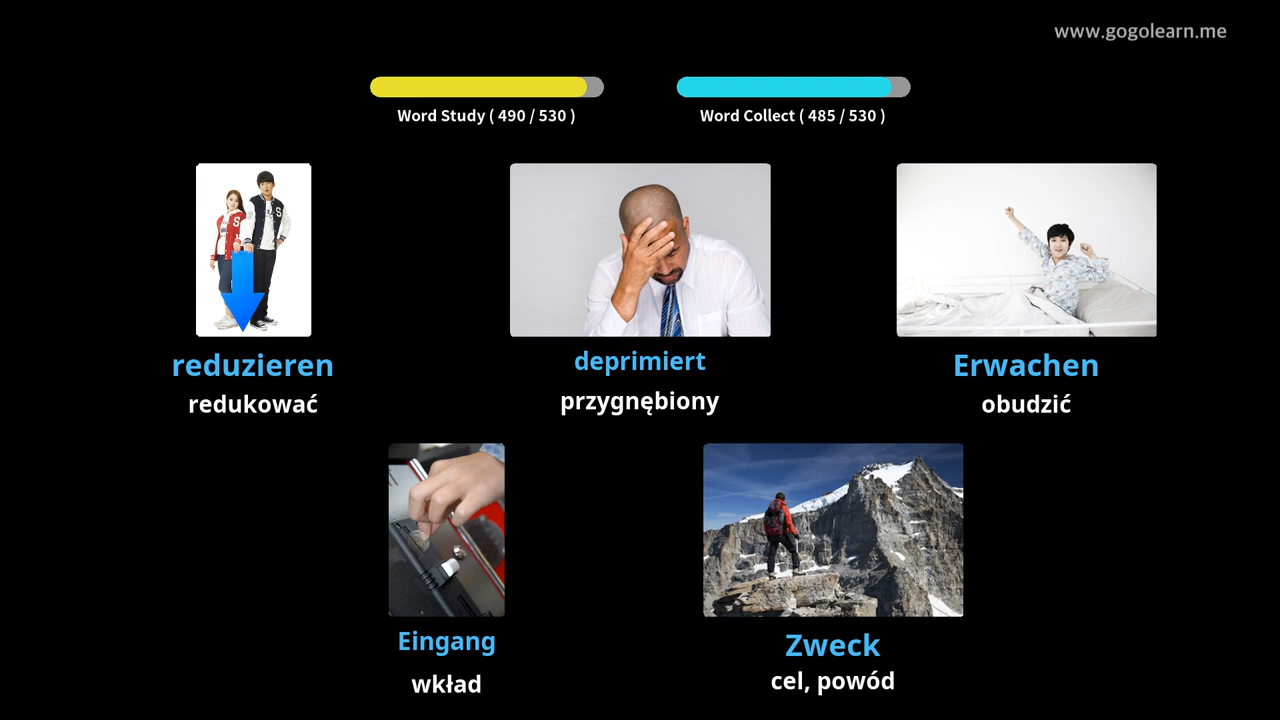 www.gogolearn.me
Word Study ( 490 / 530 )
Word Collect ( 485 / 530 )
S
S
reduzieren
redukować
deprimiert
przygnębiony
Erwachen
obudzić
Eingang
wkład
Zweck
cel, powód